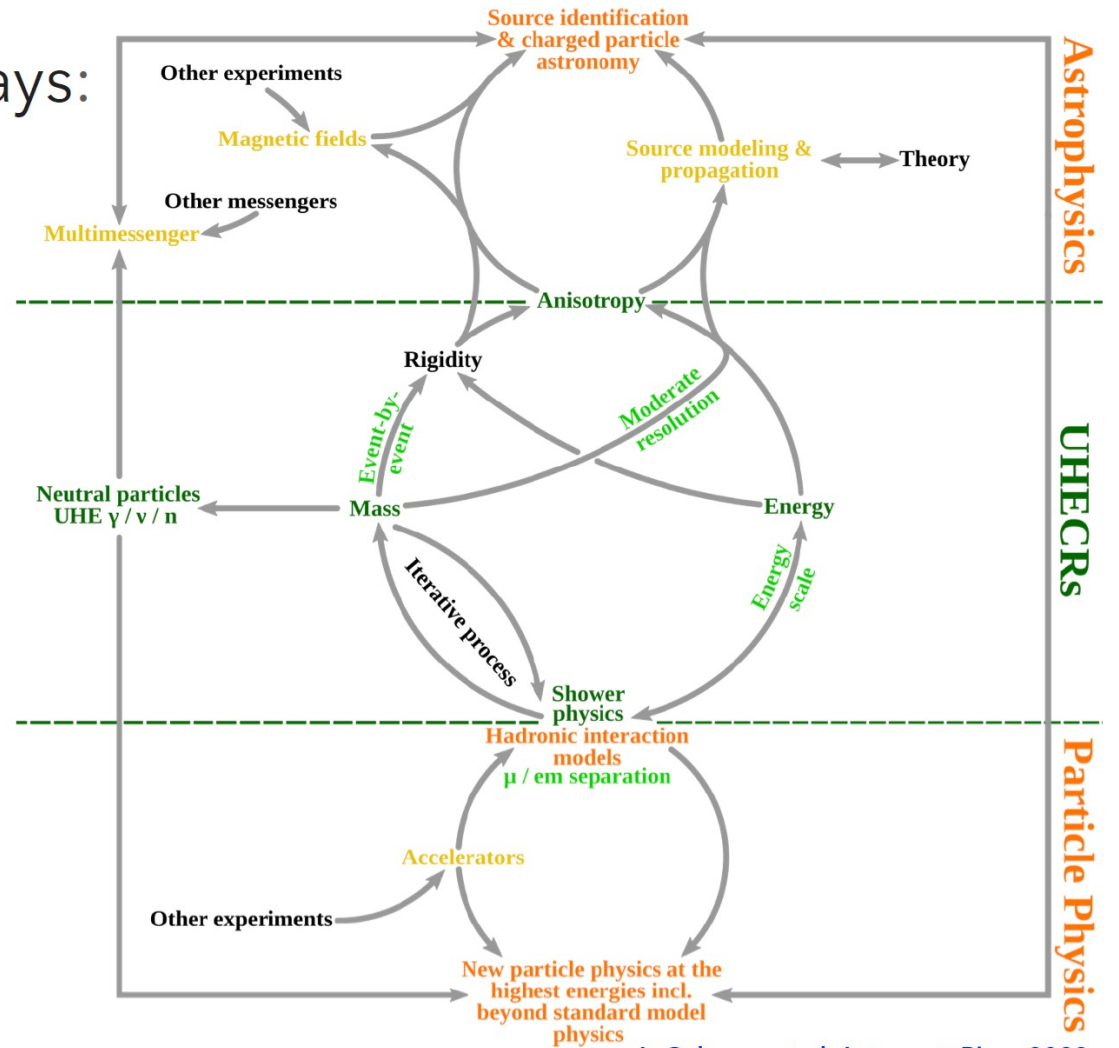 ays:
Source identification
& charged particle
astronomy
Other experiments
Magnetic fields
Source modeling &
propagation
Theory
Other messengers
Multimessenger
Astrophysics
Anisotropy
Rigidity
Event-by-
event
Moderate
resolution
Neutral particles
UHE γ / ν / n
Mass
Energy
UHECRs
Iterative process
Energy
scale
Shower
physics
Hadronic interaction
models
μ / em separation
Accelerators
Other experiments
Particle Physics
New particle physics at the
highest energies incl.
beyond standard model
physics